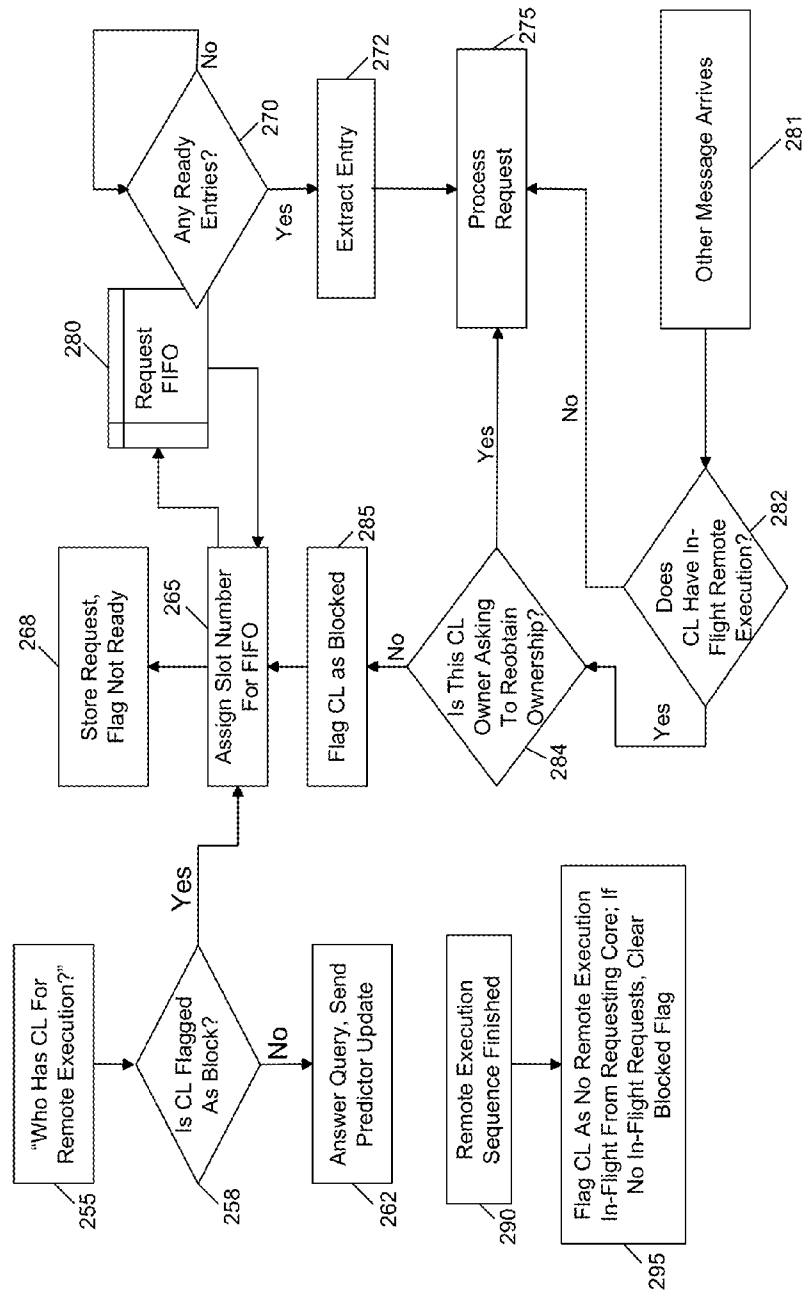 "Who Has CL For
Remote Execution?"
255
Is CL Flagged
As Block?
258
Yes
No
Answer Query, Send
Predictor Update
262
Store Request,
Flag Not Ready
268
Assign Slot Number
For FIFO
265
Request
FIFO
280
Any Ready
Entries?
270
No
Yes
Extract Entry
272
Process
Request
275
Flag CL as Blocked
285
No
Is This CL
Owner Asking
To Reobtain
Ownership?
284
Yes
Yes
No
Does
CL Have In-
Flight Remote
Execution?
282
Other Message Arrives
281
Remote Execution
Sequence Finished
290
Flag CL As No Remote Execution
In-Flight From Requesting Core; If
No In-Flight Requests, Clear
Blocked Flag
295